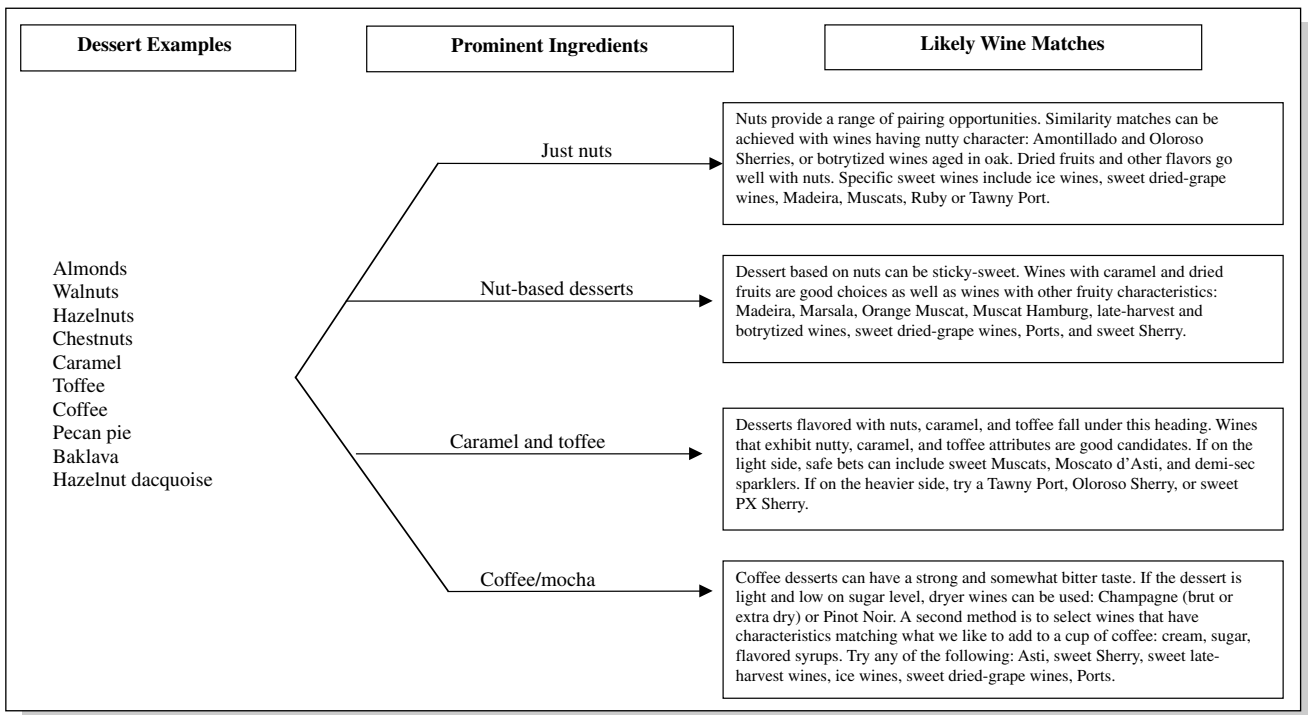 Dessert Examples
Prominent Ingredients
Likely Wine Matches
Almonds
Walnuts
Hazelnuts
Chestnuts
Caramel
Toffee
Coffee
Pecan pie
Baklava
Hazelnut dacquoise
Just nuts
Nuts provide a range of pairing opportunities. Similarity matches can be
achieved with wines having nutty character: Amontillado and Oloroso
Sherries, or botrytized wines aged in oak. Dried fruits and other flavors go
well with nuts. Specific sweet wines include ice wines, sweet dried-grape
wines, Madeira, Muscats, Ruby or Tawny Port.
Nut-based desserts
Dessert based on nuts can be sticky-sweet. Wines with caramel and dried
fruits are good choices as well as wines with other fruity characteristics:
Madeira, Marsala, Orange Muscat, Muscat Hamburg, late-harvest and
botrytized wines, sweet dried-grape wines, Ports, and sweet Sherry.
Caramel and toffee
Desserts flavored with nuts, caramel, and toffee fall under this heading. Wines
that exhibit nutty, caramel, and toffee attributes are good candidates. If on the
light side, safe bets can include sweet Muscats, Moscato d’Asti, and demi-sec
sparklers. If on the heavier side, try a Tawny Port, Oloroso Sherry, or sweet
PX Sherry.
Coffee/mocha
Coffee desserts can have a strong and somewhat bitter taste. If the dessert is
light and low on sugar level, dryer wines can be used: Champagne (brut or
extra dry) or Pinot Noir. A second method is to select wines that have
characteristics matching what we like to add to a cup of coffee: cream, sugar,
flavored syrups. Try any of the following: Asti, sweet Sherry, sweet late-
harvest wines, ice wines, sweet dried-grape wines, Ports.